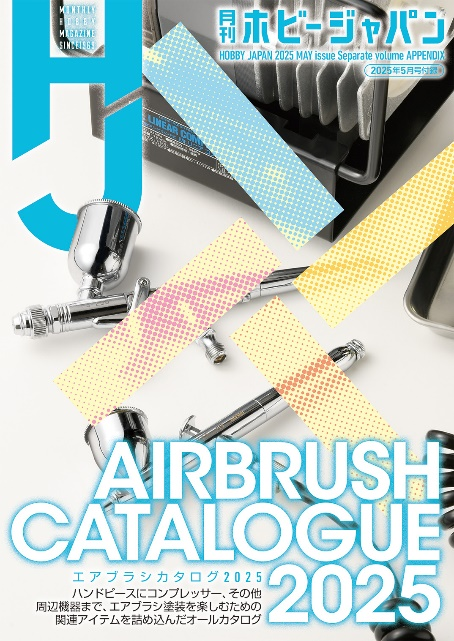 HJ
MONTHLY
HOBBY
MAGAZINE
SINCE1969
月刊ホビージャパン
HOBBY JAPAN 2025 MAY issue Separate volume APPENDIX
2025年5月号付録
LINEAR COM
AIRBRUSH
CATALOGUE
2025
エアブラシカタログ2025
ハンドピースにコンプレッサー、その他
周辺機器まで、エアブラシ塗装を楽しむための
関連アイテムを詰め込んだオールカタログ